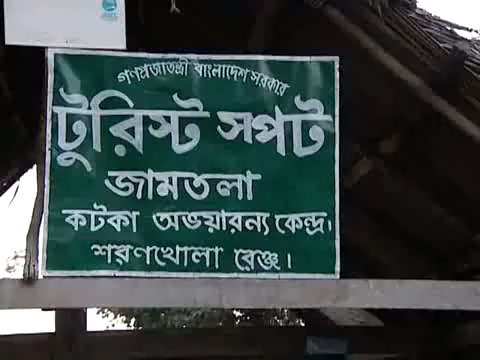 গণপ্রজাতন্ত্রী বাংলাদেশ সরকার
টুরিস্ট সপট
জামতলা
কটকা অভয়ারন্য কেন্দ্র।
শরণখোলা রেঞ্জ।